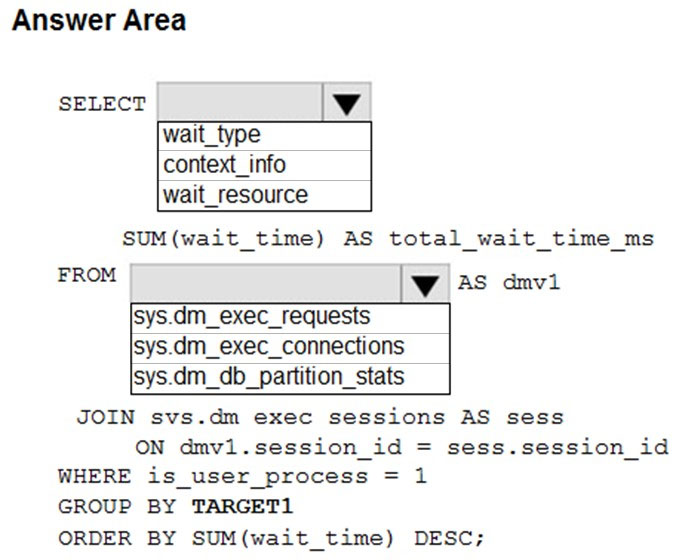 Answer Area
SELECT
wait_type
context_info
wait_resource
SUM(wait_time) AS total_wait_time_ms
FROM AS dmv1
sys.dm_exec_requests
sys.dm_exec_connections
sys.dm_db_partition_stats
JOIN svs.dm exec sessions AS sess
ON dmv1.session_id = sess.session_id
WHERE is_user_process = 1
GROUP BY TARGET1
ORDER BY SUM(wait_time) DESC;